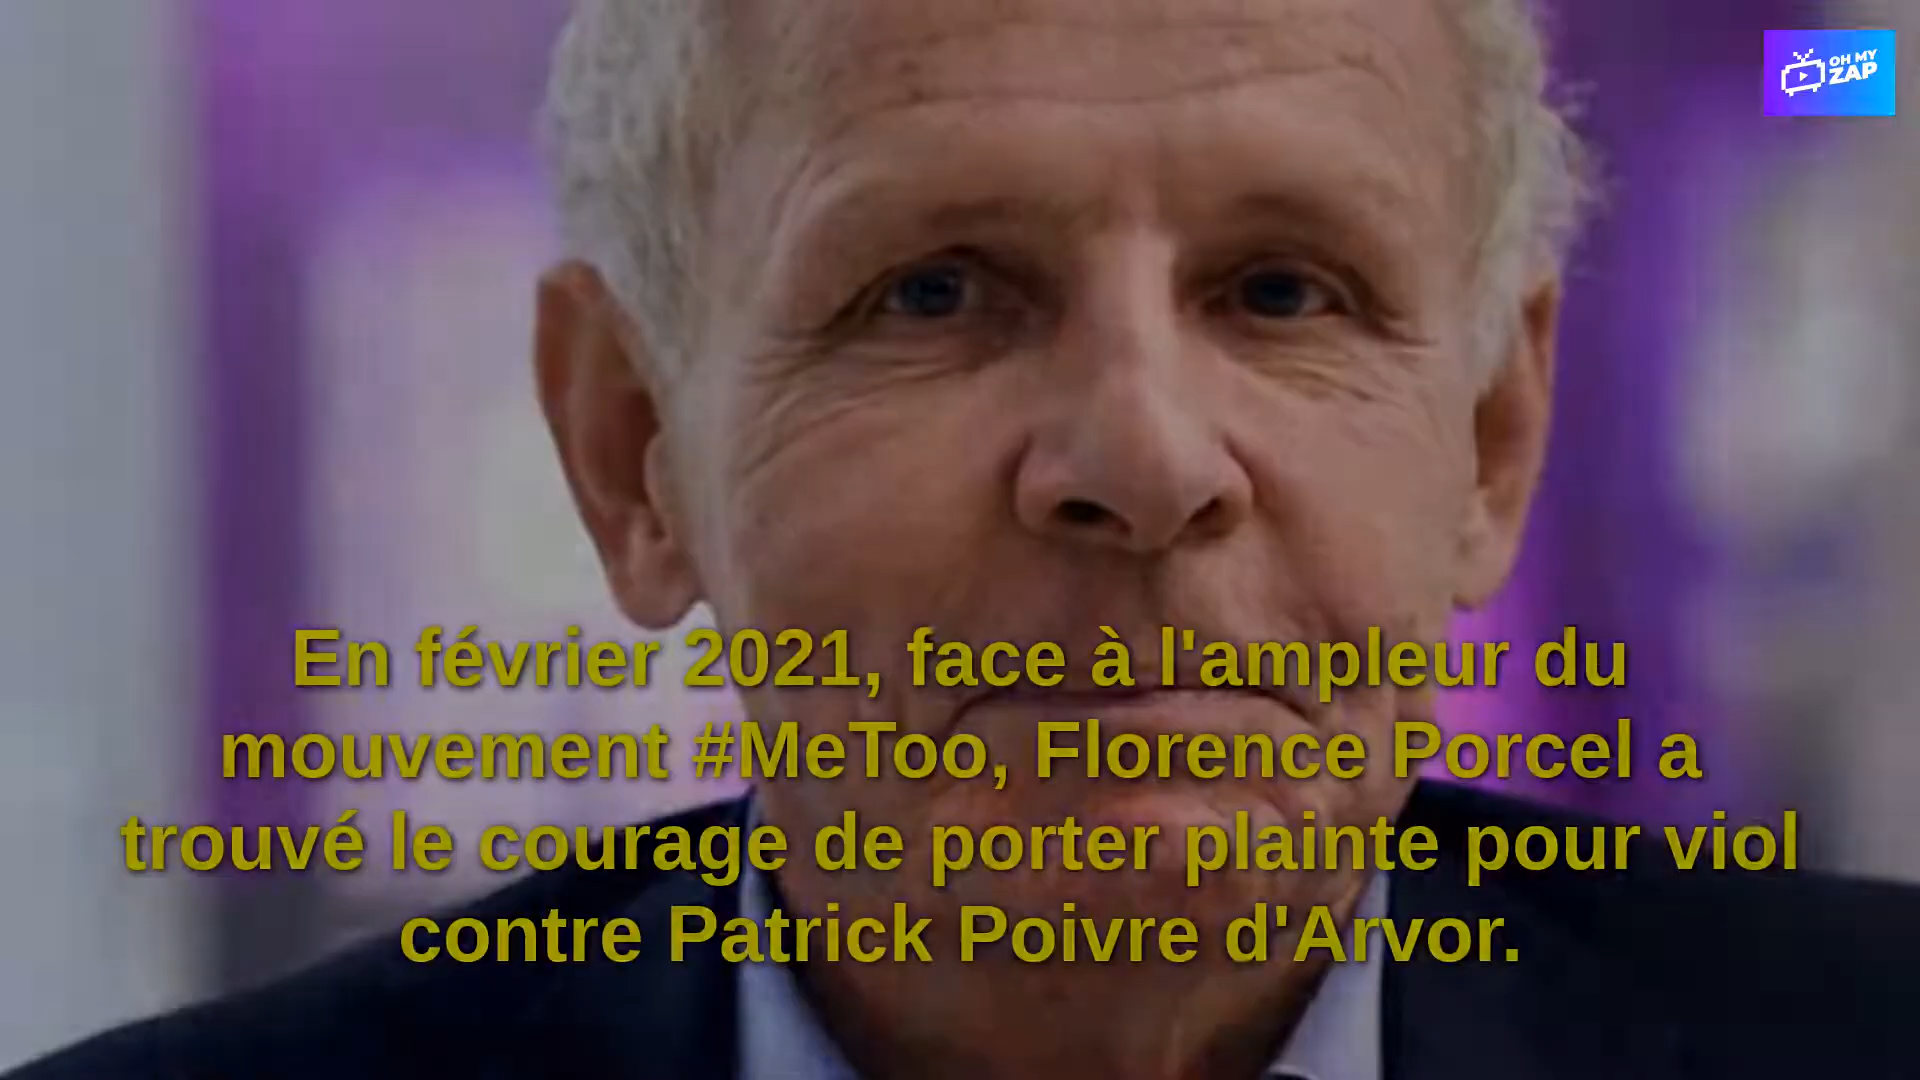 OH MY
ZAP
En février 2021, face à l'ampleur du
mouvement #MeToo, Florence Porcel a
trouvé le courage de porter plainte pour viol
contre Patrick Poivre d'Arvor.